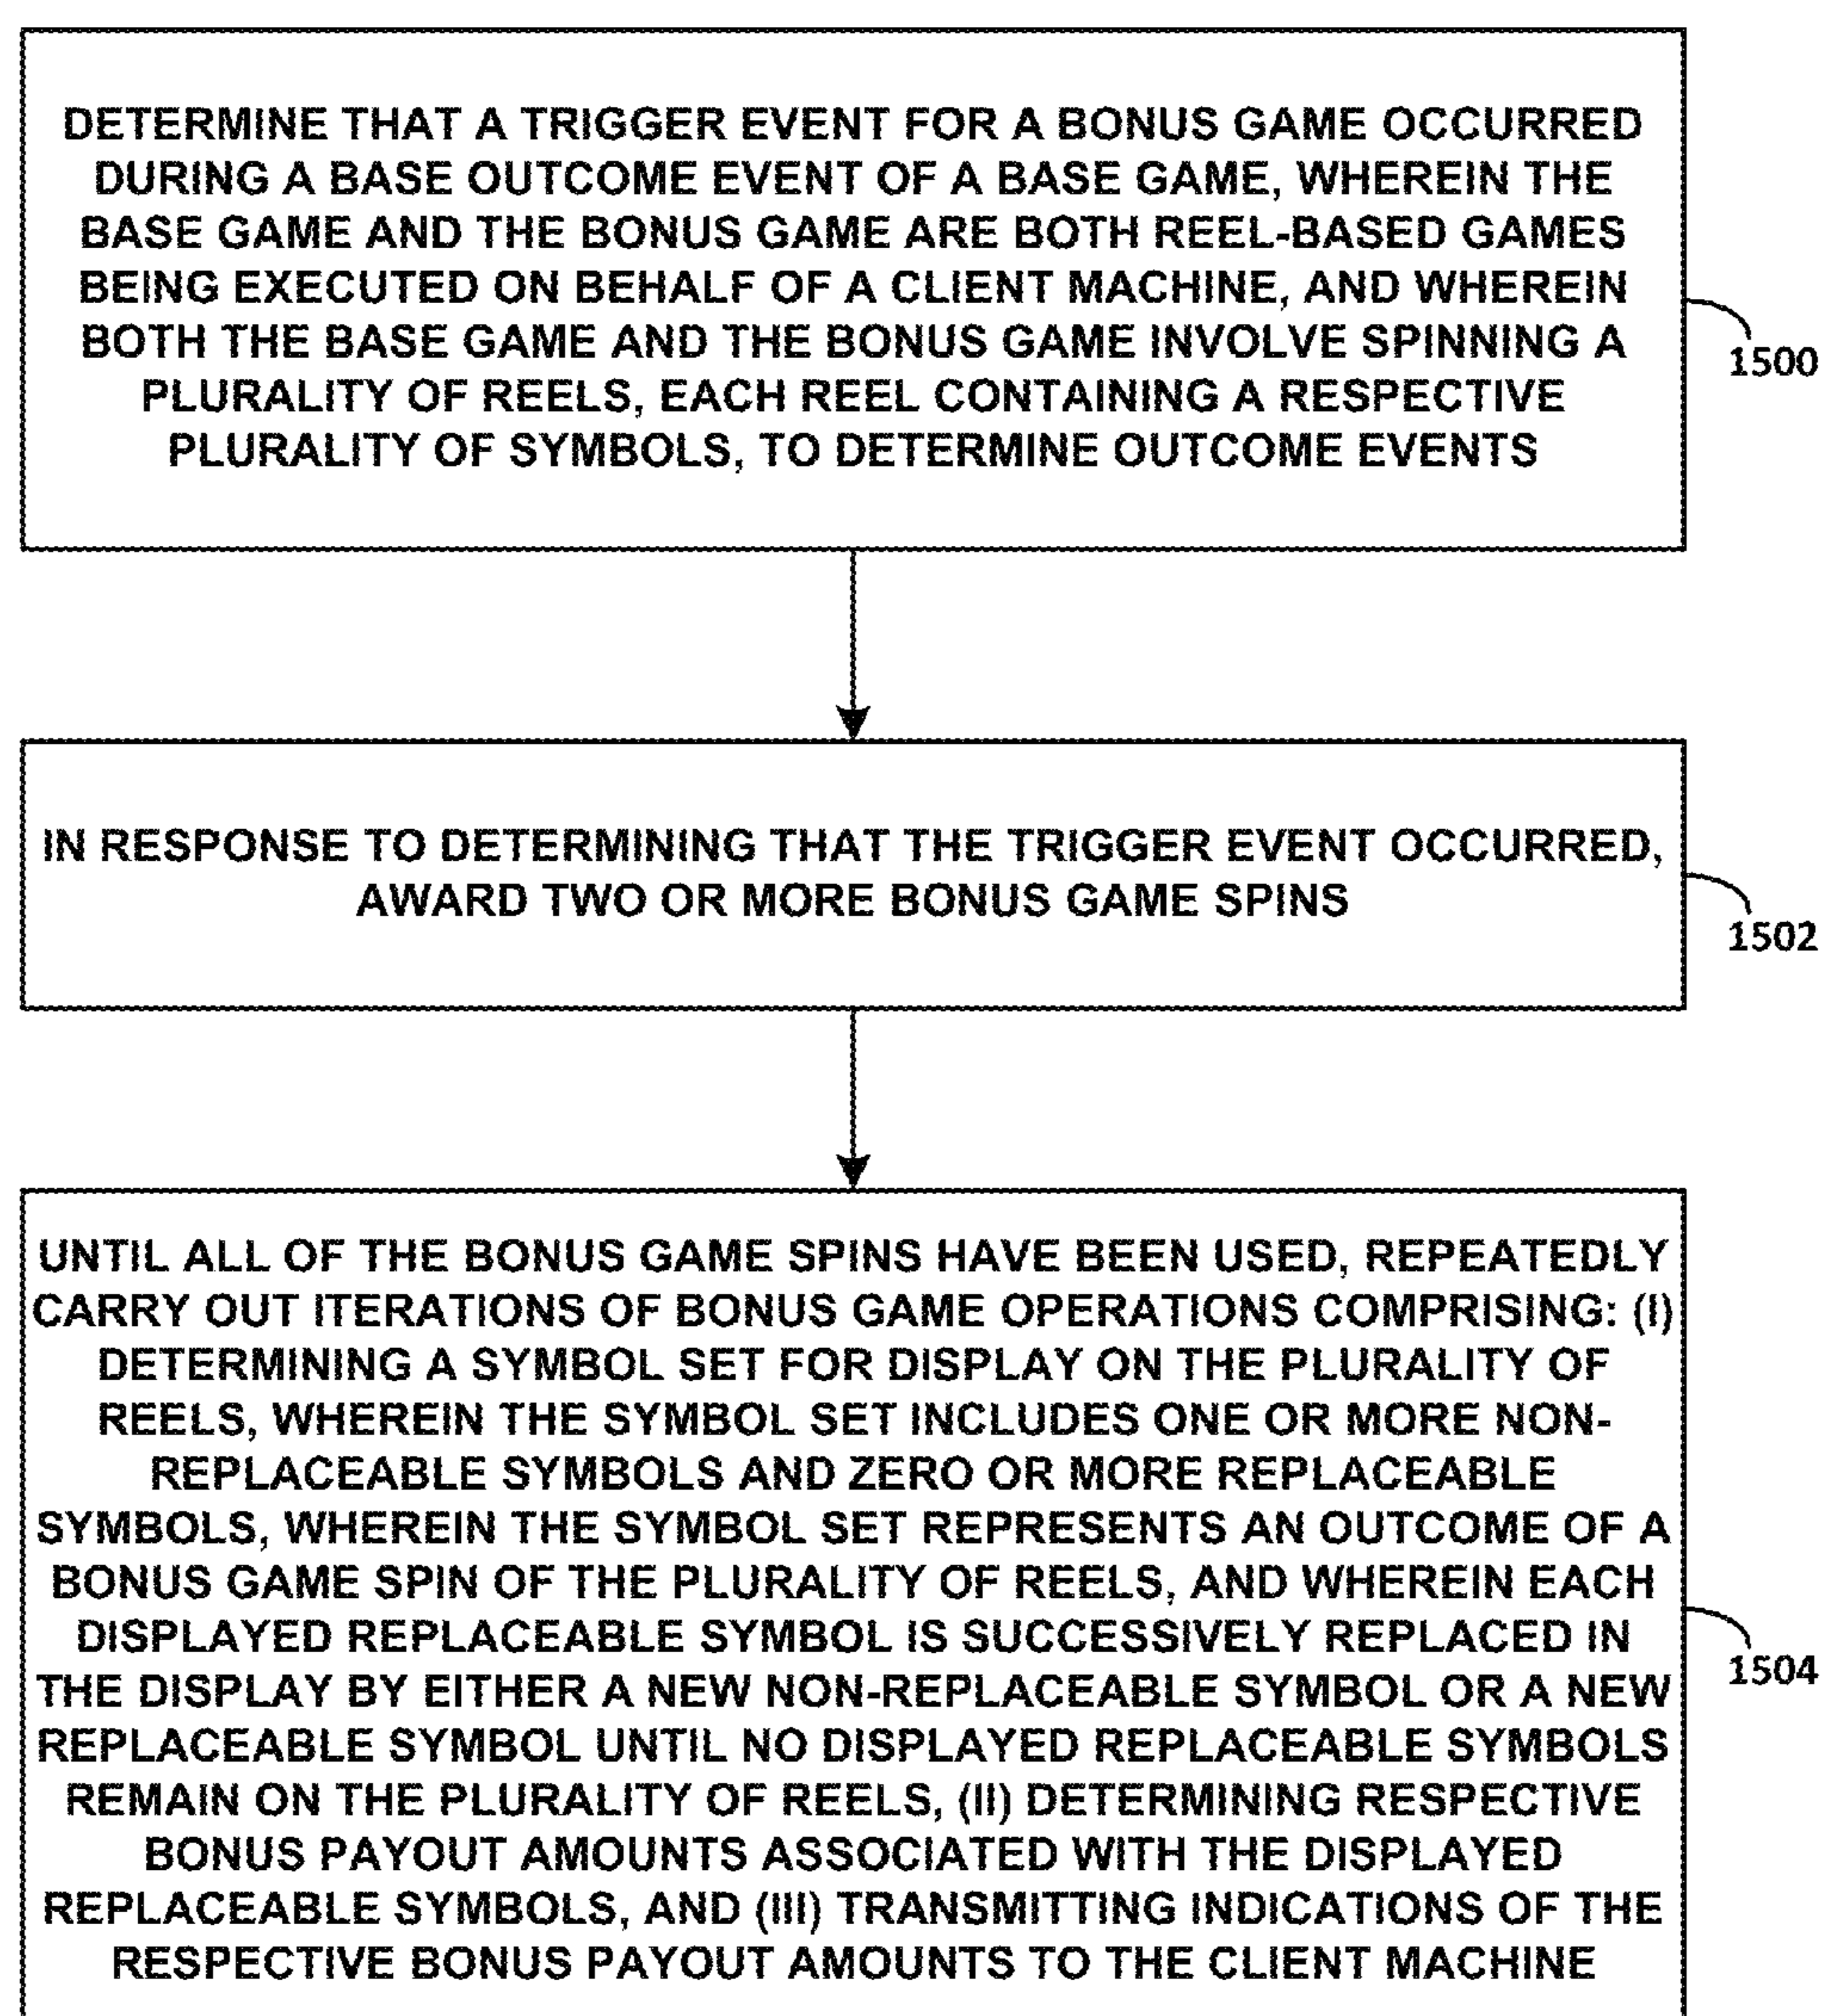 DETERMINE THAT A TRIGGER EVENT FOR A BONUS GAME OCCURRED
DURING A BASE OUTCOME EVENT OF A BASE GAME, WHEREIN THE
BASE GAME AND THE BONUS GAME ARE BOTH REEL-BASED GAMES
BEING EXECUTED ON BEHALF OF A CLIENT MACHINE, AND WHEREIN
BOTH THE BASE GAME AND THE BONUS GAME INVOLVE SPINNING A
PLURALITY OF REELS, EACH REEL CONTAINING A RESPECTIVE
PLURALITY OF SYMBOLS, TO DETERMINE OUTCOME EVENTS
1500
IN RESPONSE TO DETERMINING THAT THE TRIGGER EVENT OCCURRED,
AWARD TWO OR MORE BONUS GAME SPINS
1502
UNTIL ALL OF THE BONUS GAME SPINS HAVE BEEN USED, REPEATEDLY
CARRY OUT ITERATIONS OF BONUS GAME OPERATIONS COMPRISING: (I)
DETERMINING A SYMBOL SET FOR DISPLAY ON THE PLURALITY OF
REELS, WHEREIN THE SYMBOL SET INCLUDES ONE OR MORE NON-
REPLACEABLE SYMBOLS AND ZERO OR MORE REPLACEABLE
SYMBOLS, WHEREIN THE SYMBOL SET REPRESENTS AN OUTCOME OF A
BONUS GAME SPIN OF THE PLURALITY OF REELS, AND WHEREIN EACH
DISPLAYED REPLACEABLE SYMBOL IS SUCCESSIVELY REPLACED IN
THE DISPLAY BY EITHER A NEW NON-REPLACEABLE SYMBOL OR A NEW
REPLACEABLE SYMBOL UNTIL NO DISPLAYED REPLACEABLE SYMBOLS
REMAIN ON THE PLURALITY OF REELS, (II) DETERMINING RESPECTIVE
BONUS PAYOUT AMOUNTS ASSOCIATED WITH THE DISPLAYED
REPLACEABLE SYMBOLS, AND (III) TRANSMITTING INDICATIONS OF THE
RESPECTIVE BONUS PAYOUT AMOUNTS TO THE CLIENT MACHINE
1504